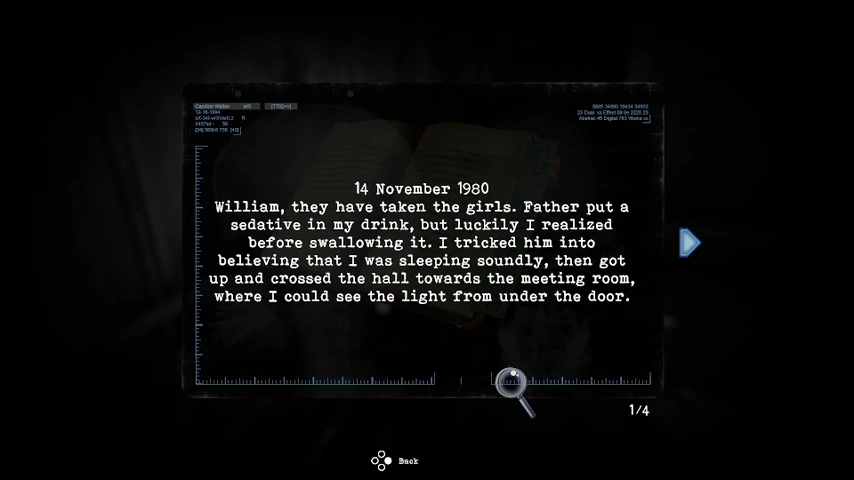 Caroline Walker
14 November 1980
William, they have taken the girls. Father put a
sedative in my drink, but luckily I realized
before swallowing it. I tricked him into
believing that I was sleeping soundly, then got
up and crossed the hall towards the meeting room,
where I could see the light from under the door.
1/4
Back